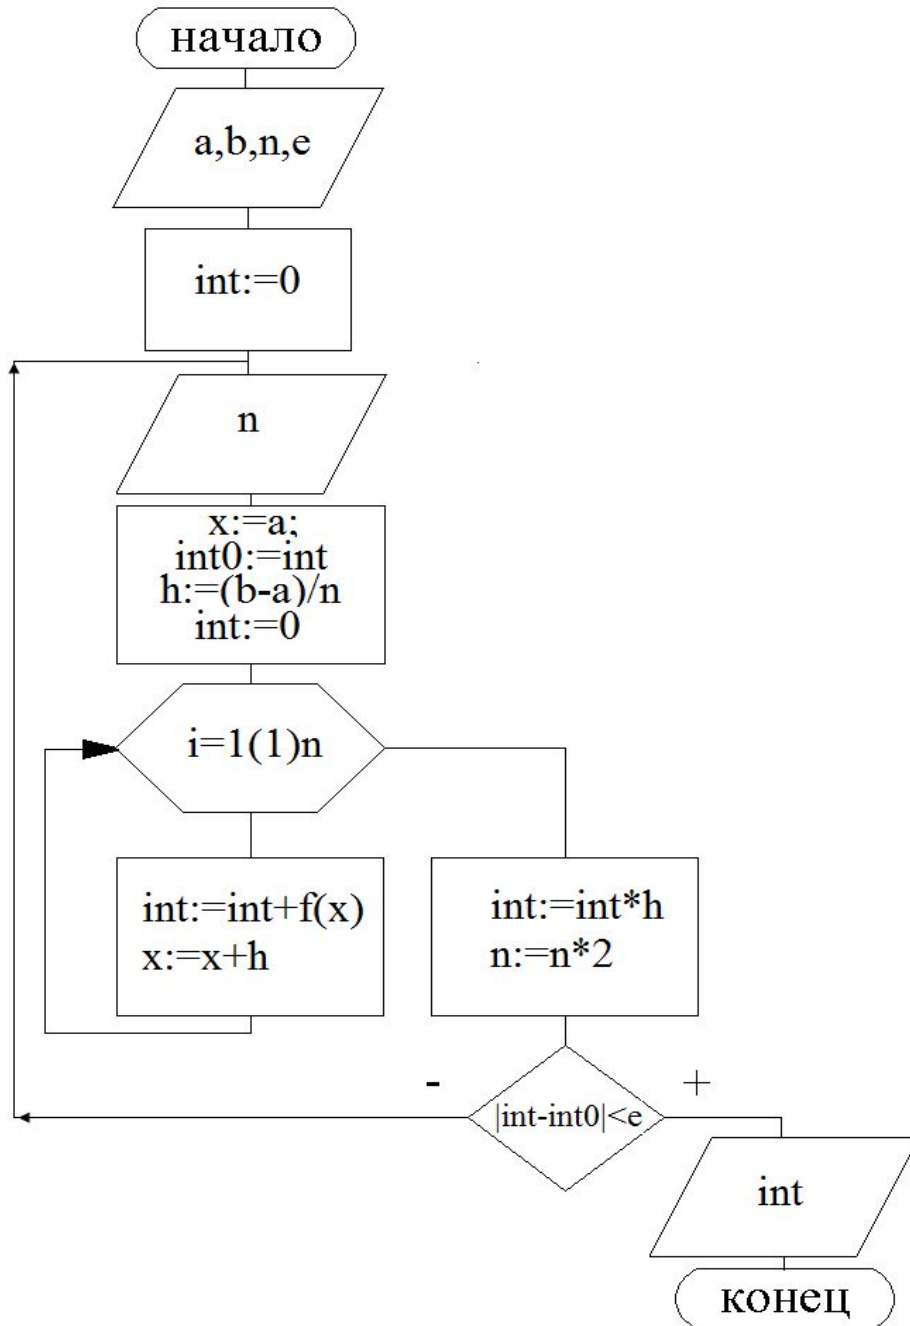 начало
a,b,n,e
int:=0
n
x:=a;
int0:=int
h:=(b-a)/n
int:=0
i=1(1)n
int:=int+f(x)
x:=x+h
int:=int*h
n:=n*2
-
+
|int-int0|<e
int
конец